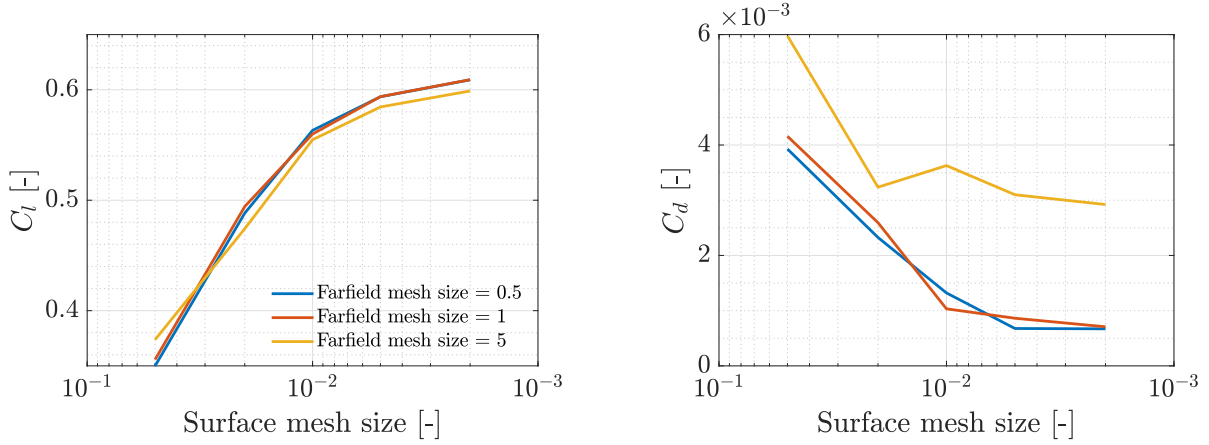 0.6
0.5
0.4
C_l [-]
Farfield mesh size = 0.5
Farfield mesh size = 1
Farfield mesh size = 5
10^{-1}
10^{-2}
10^{-3}
Surface mesh size [-]
×10^{-3}
6
4
2
0
C_d [-]
10^{-1}
10^{-2}
10^{-3}
Surface mesh size [-]